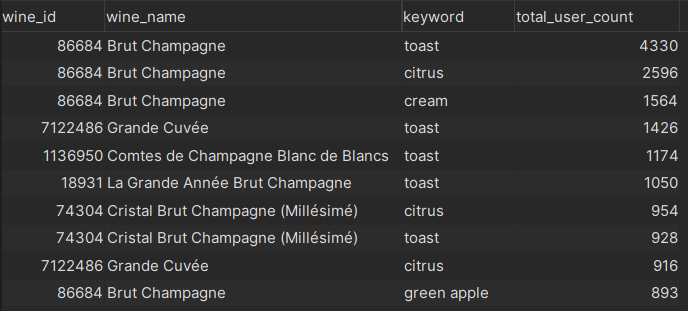 wine_id wine_name keyword total_user_count
86684 Brut Champagne toast 4330
86684 Brut Champagne citrus 2596
86684 Brut Champagne cream 1564
7122486 Grande Cuvée toast 1426
1136950 Comtes de Champagne Blanc de Blancs toast 1174
18931 La Grande Année Brut Champagne toast 1050
74304 Cristal Brut Champagne (Millésimé) citrus 954
74304 Cristal Brut Champagne (Millésimé) toast 928
7122486 Grande Cuvée citrus 916
86684 Brut Champagne green apple 893